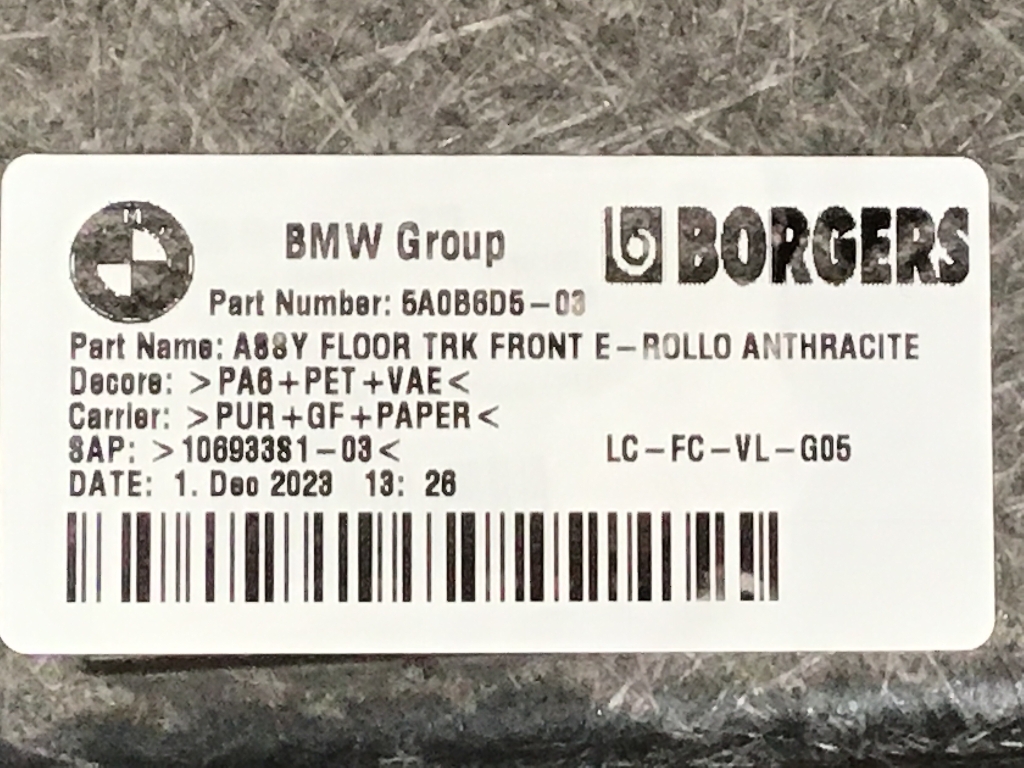 BMW Group
BORGERS
Part Number: 5A0B6D5-03
Part Name: ASSY FLOOR TRK FRONT E-ROLLO ANTHRACITE
Decore: >PA6+PET+VAE<
Carrier: >PUR+GF+PAPER<
SAP: >10693381-03< LC-FC-VL-G05
DATE: 1. Dec 2023 13: 26